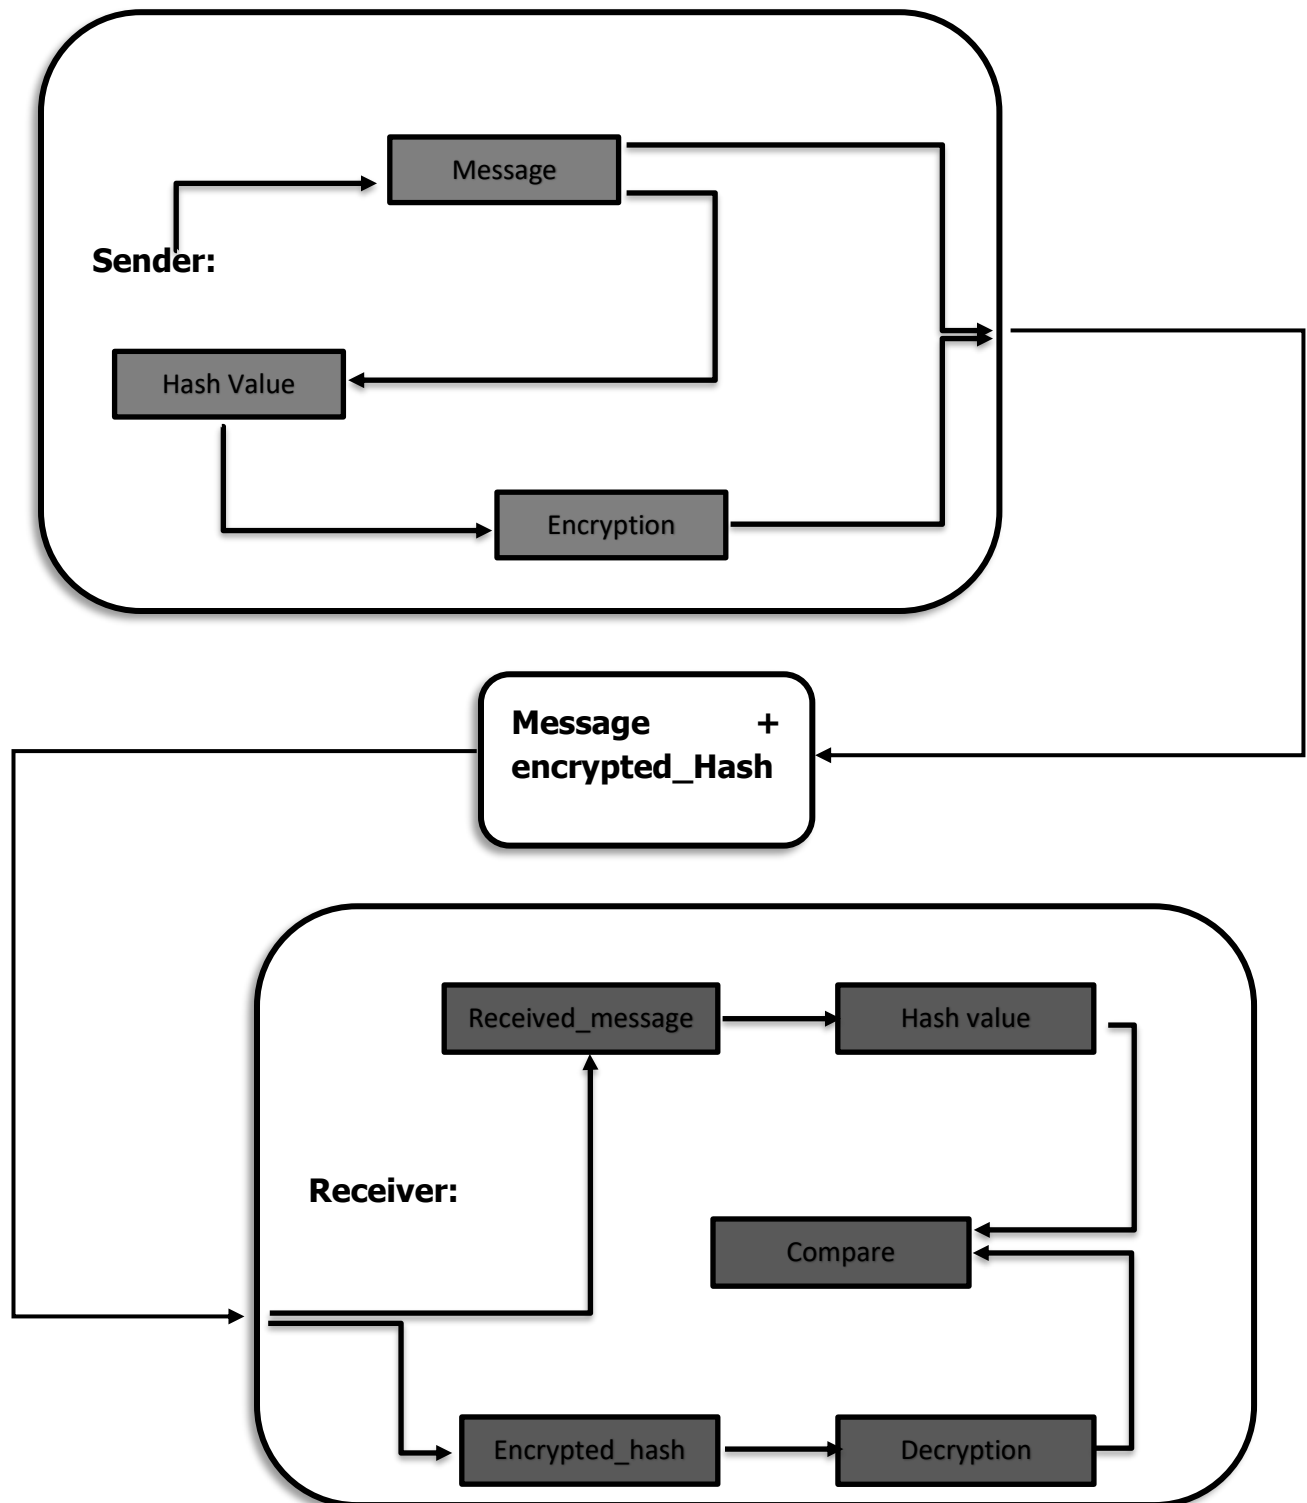 Message
Sender:
Hash Value
Encryption
Message +
encrypted_Hash
Received_message
Hash value
Receiver:
Compare
Encrypted_hash
Decryption